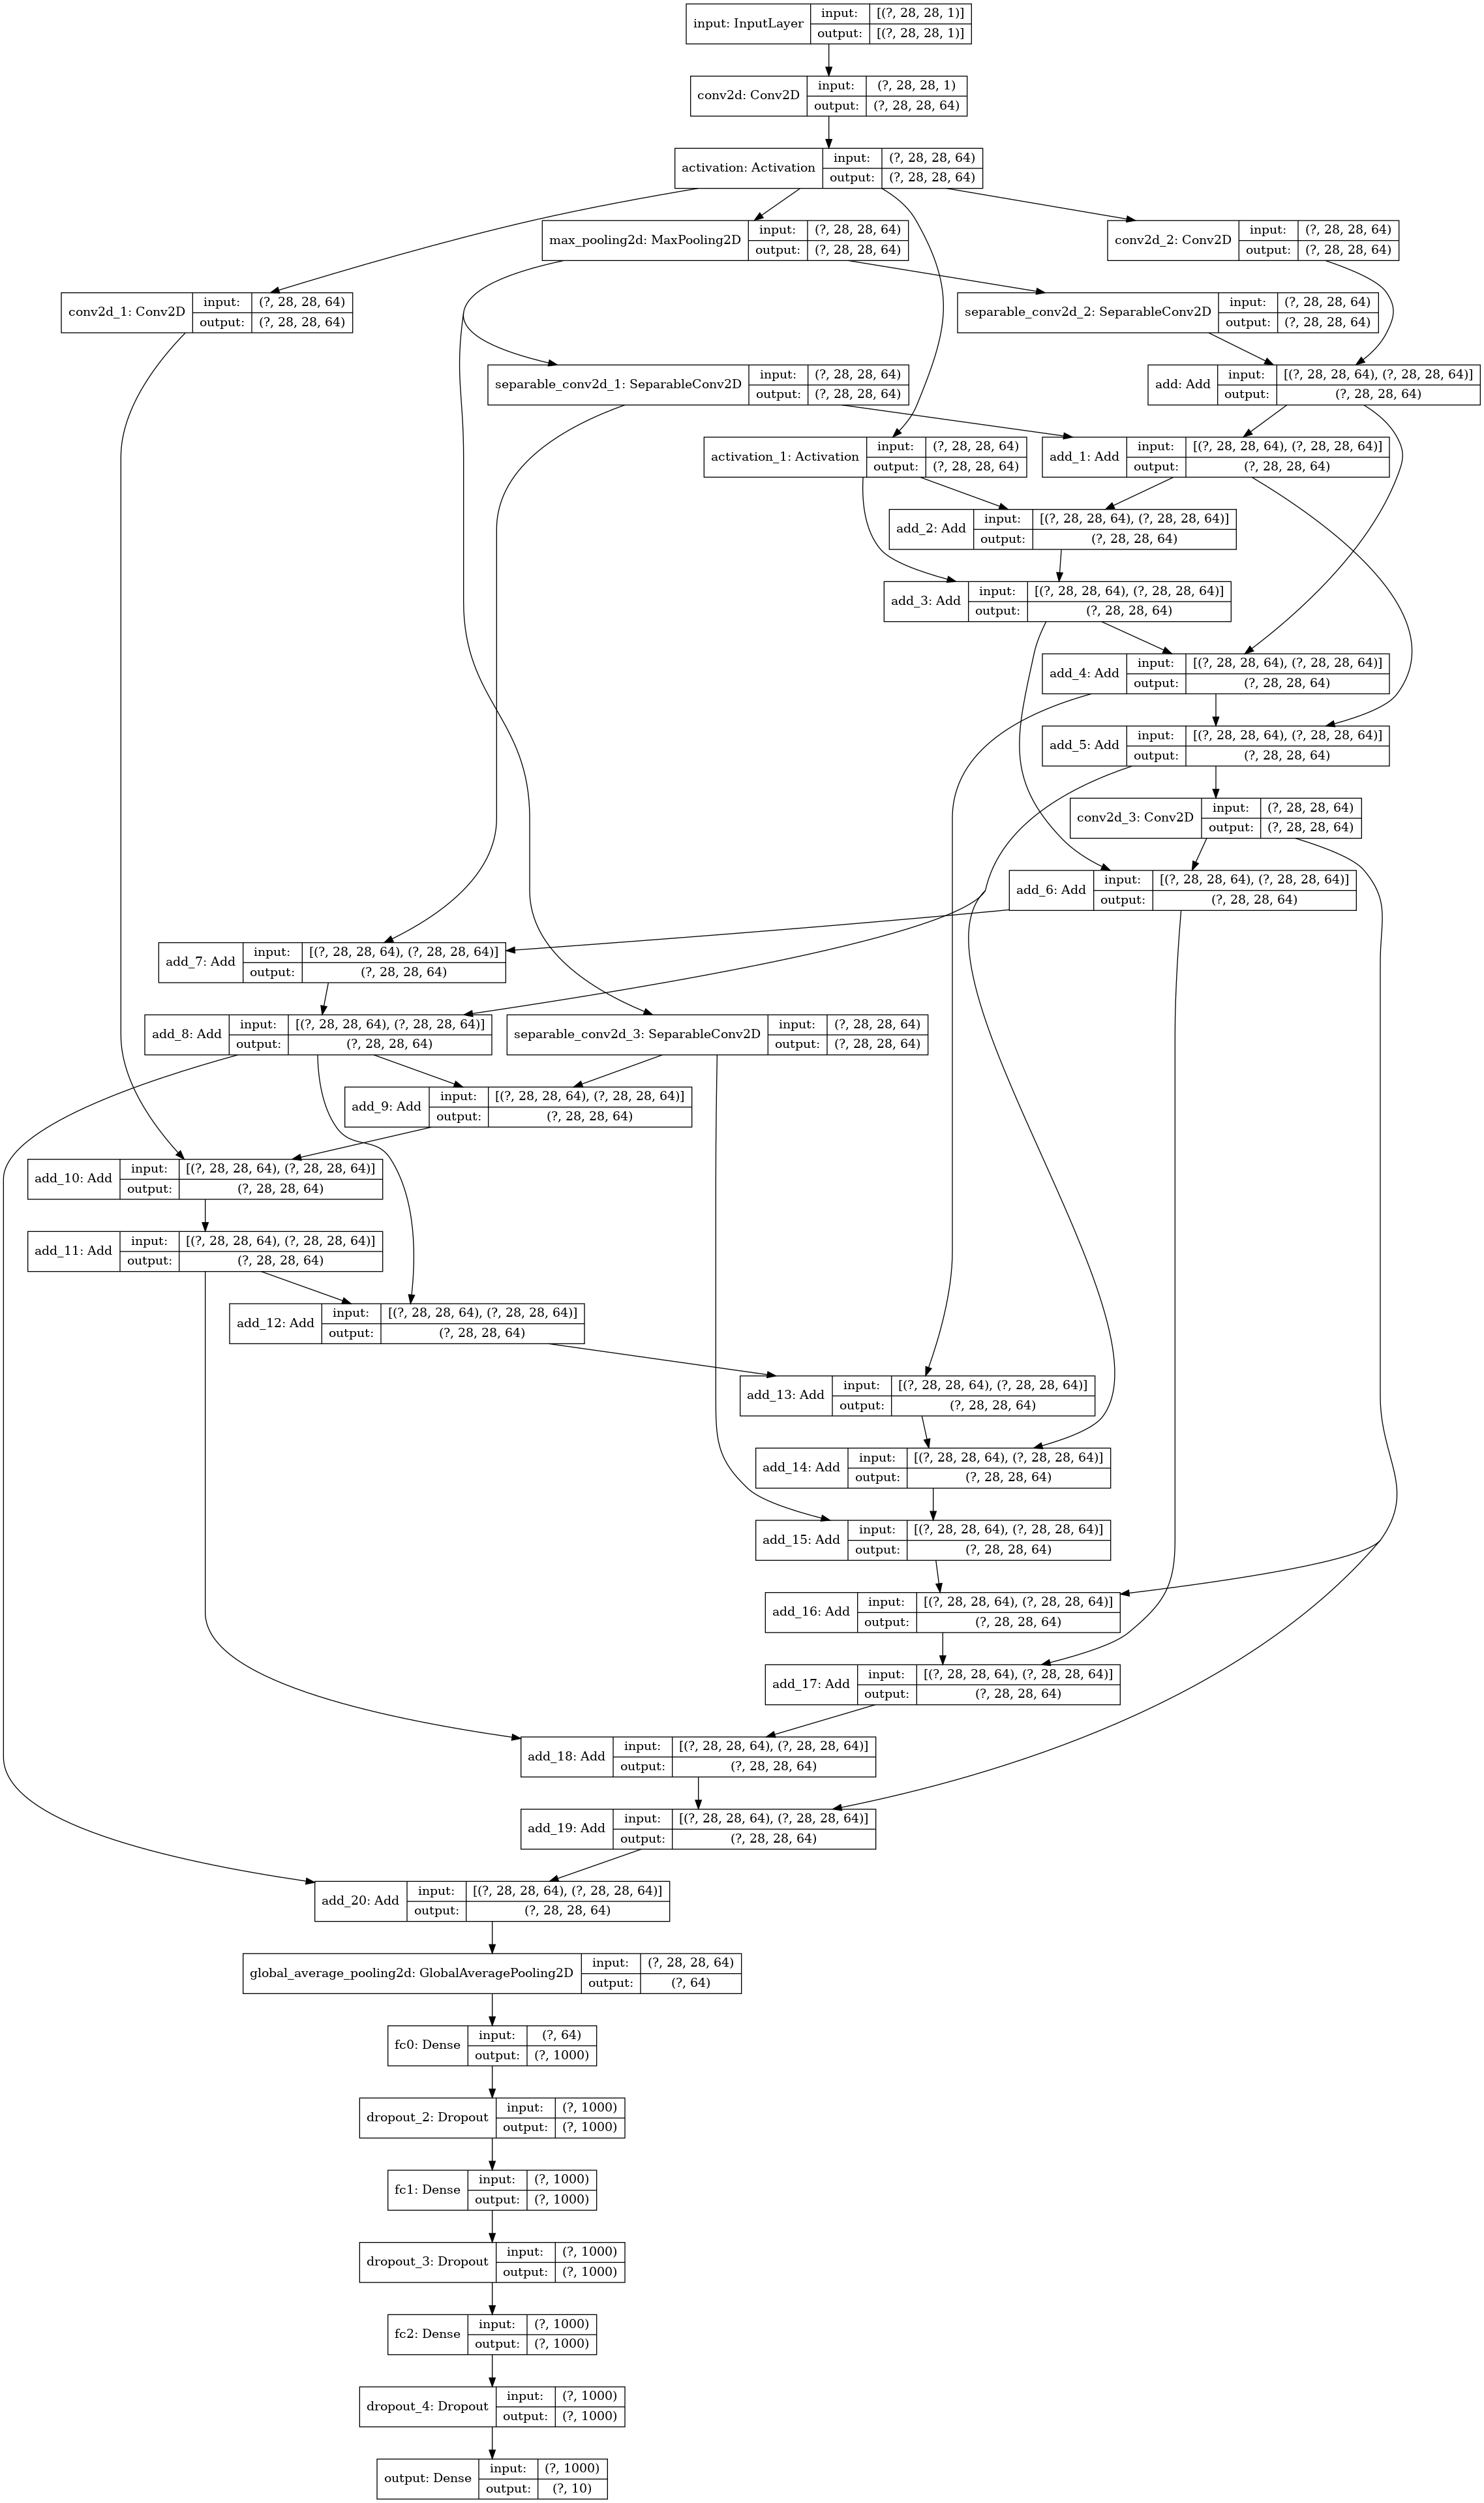 input: InputLayer
input: [(?, 28, 28, 1)]
output: [(?, 28, 28, 1)]
conv2d: Conv2D
input: (?, 28, 28, 1)
output: (?, 28, 28, 64)
activation: Activation
input: (?, 28, 28, 64)
output: (?, 28, 28, 64)
max_pooling2d: MaxPooling2D
input: (?, 28, 28, 64)
output: (?, 28, 28, 64)
conv2d_2: Conv2D
input: (?, 28, 28, 64)
output: (?, 28, 28, 64)
conv2d_1: Conv2D
input: (?, 28, 28, 64)
output: (?, 28, 28, 64)
separable_conv2d_2: SeparableConv2D
input: (?, 28, 28, 64)
output: (?, 28, 28, 64)
separable_conv2d_1: SeparableConv2D
input: (?, 28, 28, 64)
output: (?, 28, 28, 64)
add: Add
input: [(?, 28, 28, 64), (?, 28, 28, 64)]
output: (?, 28, 28, 64)
activation_1: Activation
input: (?, 28, 28, 64)
output: (?, 28, 28, 64)
add_1: Add
input: [(?, 28, 28, 64), (?, 28, 28, 64)]
output: (?, 28, 28, 64)
add_2: Add
input: [(?, 28, 28, 64), (?, 28, 28, 64)]
output: (?, 28, 28, 64)
add_3: Add
input: [(?, 28, 28, 64), (?, 28, 28, 64)]
output: (?, 28, 28, 64)
add_4: Add
input: [(?, 28, 28, 64), (?, 28, 28, 64)]
output: (?, 28, 28, 64)
add_5: Add
input: [(?, 28, 28, 64), (?, 28, 28, 64)]
output: (?, 28, 28, 64)
conv2d_3: Conv2D
input: (?, 28, 28, 64)
output: (?, 28, 28, 64)
add_6: Add
input: [(?, 28, 28, 64), (?, 28, 28, 64)]
output: (?, 28, 28, 64)
add_7: Add
input: [(?, 28, 28, 64), (?, 28, 28, 64)]
output: (?, 28, 28, 64)
add_8: Add
input: [(?, 28, 28, 64), (?, 28, 28, 64)]
output: (?, 28, 28, 64)
separable_conv2d_3: SeparableConv2D
input: (?, 28, 28, 64)
output: (?, 28, 28, 64)
add_9: Add
input: [(?, 28, 28, 64), (?, 28, 28, 64)]
output: (?, 28, 28, 64)
add_10: Add
input: [(?, 28, 28, 64), (?, 28, 28, 64)]
output: (?, 28, 28, 64)
add_11: Add
input: [(?, 28, 28, 64), (?, 28, 28, 64)]
output: (?, 28, 28, 64)
add_12: Add
input: [(?, 28, 28, 64), (?, 28, 28, 64)]
output: (?, 28, 28, 64)
add_13: Add
input: [(?, 28, 28, 64), (?, 28, 28, 64)]
output: (?, 28, 28, 64)
add_14: Add
input: [(?, 28, 28, 64), (?, 28, 28, 64)]
output: (?, 28, 28, 64)
add_15: Add
input: [(?, 28, 28, 64), (?, 28, 28, 64)]
output: (?, 28, 28, 64)
add_16: Add
input: [(?, 28, 28, 64), (?, 28, 28, 64)]
output: (?, 28, 28, 64)
add_17: Add
input: [(?, 28, 28, 64), (?, 28, 28, 64)]
output: (?, 28, 28, 64)
add_18: Add
input: [(?, 28, 28, 64), (?, 28, 28, 64)]
output: (?, 28, 28, 64)
add_19: Add
input: [(?, 28, 28, 64), (?, 28, 28, 64)]
output: (?, 28, 28, 64)
add_20: Add
input: [(?, 28, 28, 64), (?, 28, 28, 64)]
output: (?, 28, 28, 64)
global_average_pooling2d: GlobalAveragePooling2D
input: (?, 28, 28, 64)
output: (?, 64)
fc0: Dense
input: (?, 64)
output: (?, 1000)
dropout_2: Dropout
input: (?, 1000)
output: (?, 1000)
fc1: Dense
input: (?, 1000)
output: (?, 1000)
dropout_3: Dropout
input: (?, 1000)
output: (?, 1000)
fc2: Dense
input: (?, 1000)
output: (?, 1000)
dropout_4: Dropout
input: (?, 1000)
output: (?, 1000)
output: Dense
input: (?, 1000)
output: (?, 10)